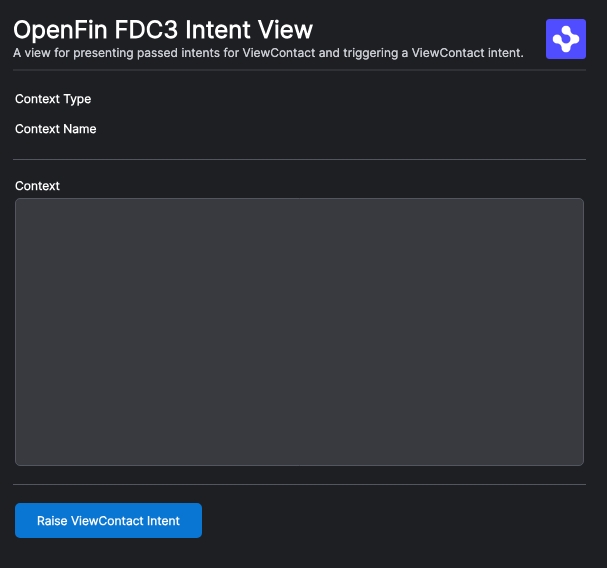 OpenFin FDC3 Intent View
A view for presenting passed intents for ViewContact and triggering a ViewContact intent.
Context Type
Context Name
Context
Raise ViewContact Intent